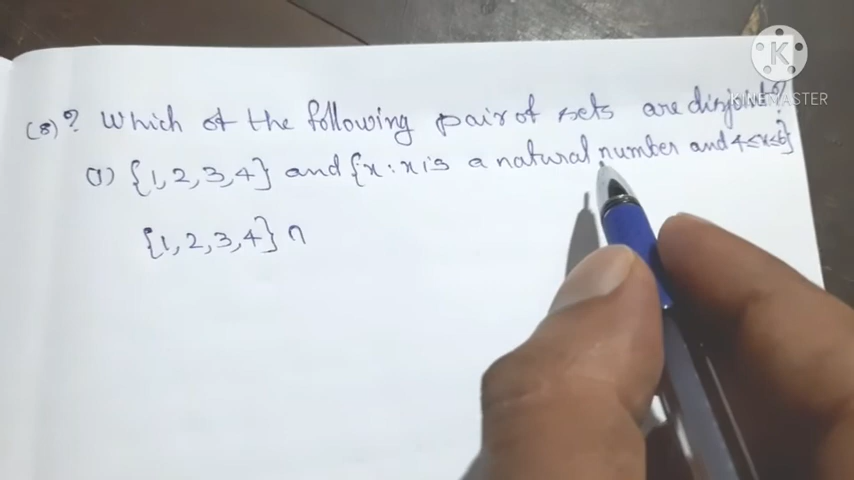 (8)? Which of the following pair of sets are disjoint?
(i) {1,2,3,4} and {x : x is a natural number and 4≤x≤6}
{1,2,3,4} ∩
K
KINEMASTER